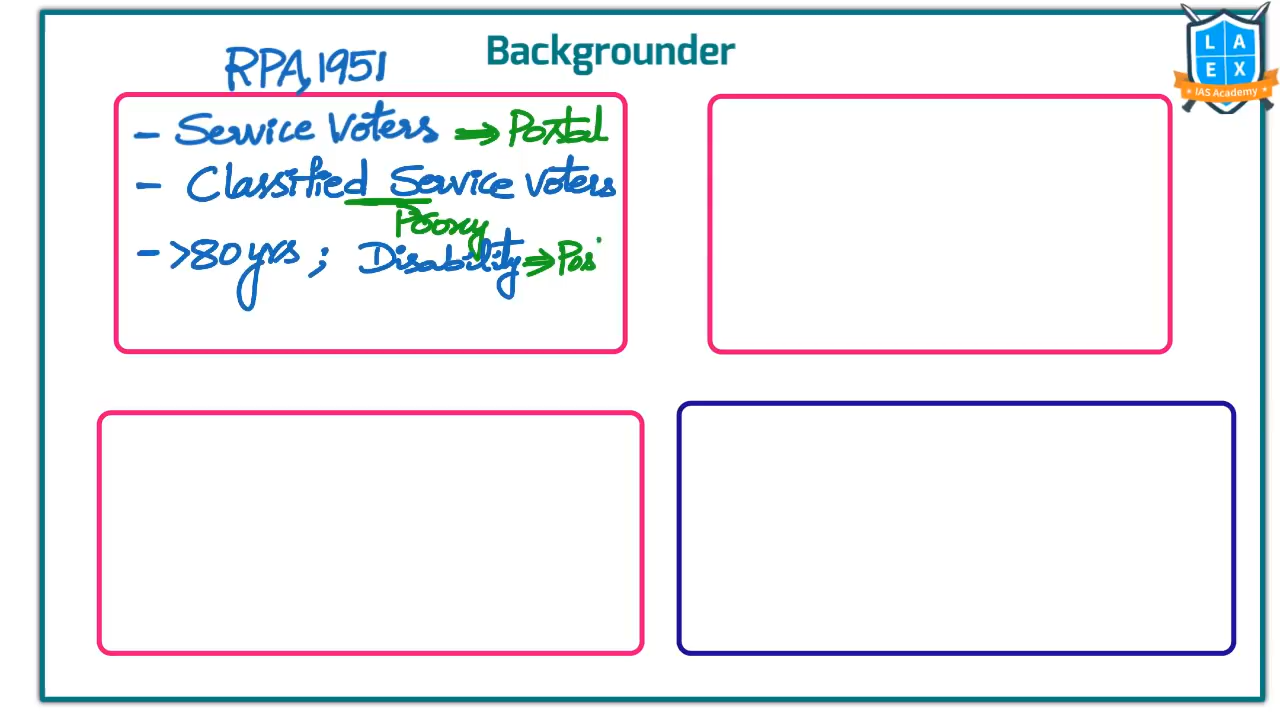 Backgrounder
RPA, 1951
- Service Voters → Postal
- Classified Service Voters
Proxy
- >80 yrs ; Disability → Pos
L A
E X
IAS Academy